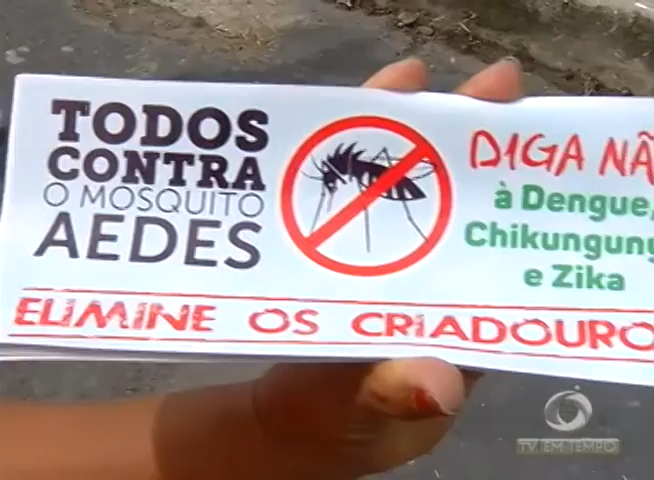 TODOS
CONTRA
O MOSQUITO
AEDES
DIGA NÃ
à Dengue,
Chikunguny
e Zika
ELIMINE OS CRIADOURO
TV EM TEMPO